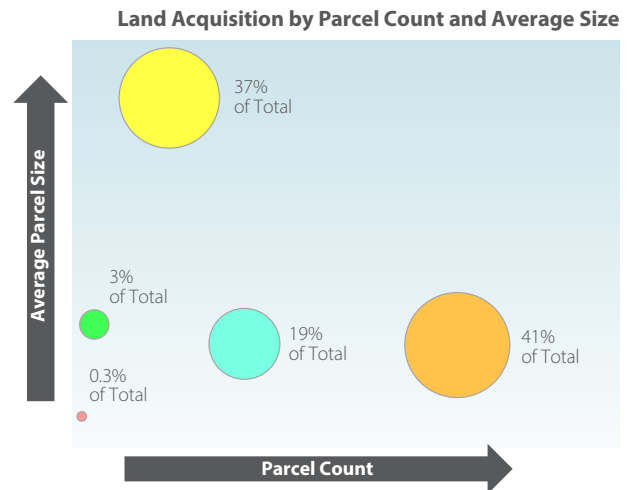 Land Acquisition by Parcel Count and Average Size
37%
of Total
Average Parcel Size
3%
of Total
19%
of Total
41%
of Total
0.3%
of Total
Parcel Count